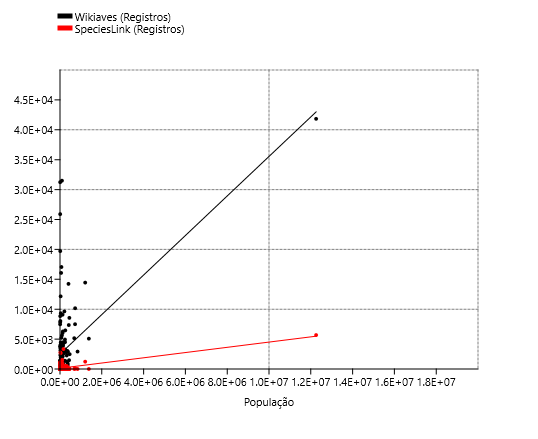 Wikiaves (Registros)
SpeciesLink (Registros)
4.5E+04
4.0E+04
3.5E+04
3.0E+04
2.5E+04
2.0E+04
1.5E+04
1.0E+04
5.0E+03
0.0E+00
0.0E+00 2.0E+06 4.0E+06 6.0E+06 8.0E+06 1.0E+07 1.2E+07 1.4E+07 1.6E+07 1.8E+07
População